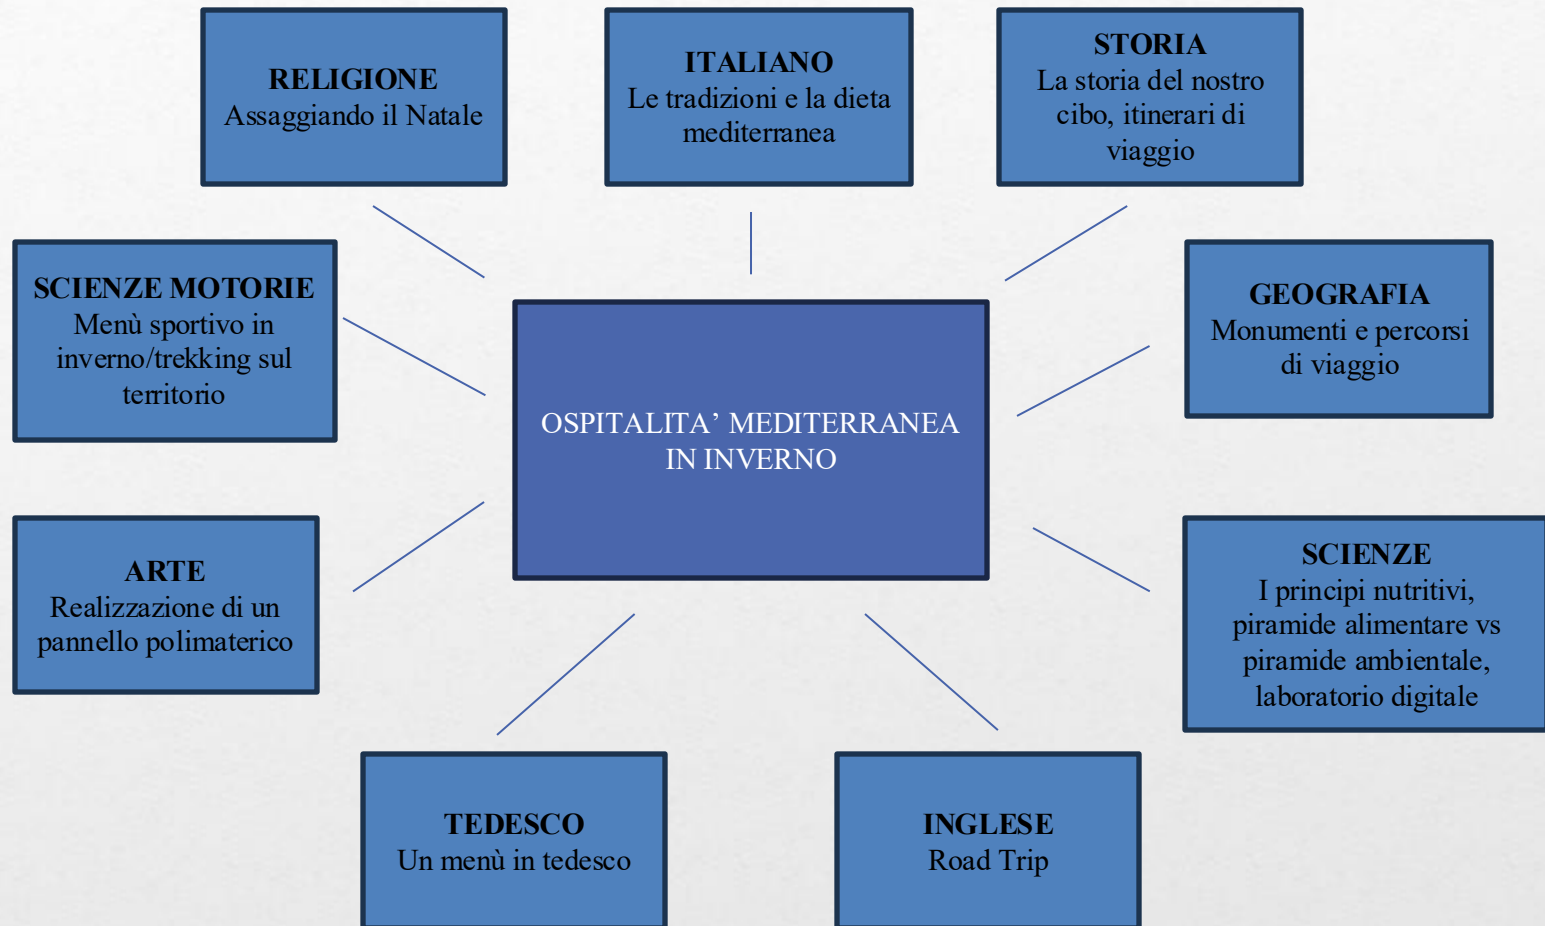 RELIGIONE
Assaggiando il Natale
ITALIANO
Le tradizioni e la dieta
mediterranea
STORIA
La storia del nostro
cibo, itinerari di
viaggio
SCIENZE MOTORIE
Menù sportivo in
inverno/trekking sul
territorio
GEOGRAFIA
Monumenti e percorsi
di viaggio
OSPITALITA’ MEDITERRANEA
IN INVERNO
ARTE
Realizzazione di un
pannello polimaterico
SCIENZE
I principi nutritivi,
piramide alimentare vs
piramide ambientale,
laboratorio digitale
TEDESCO
Un menù in tedesco
INGLESE
Road Trip